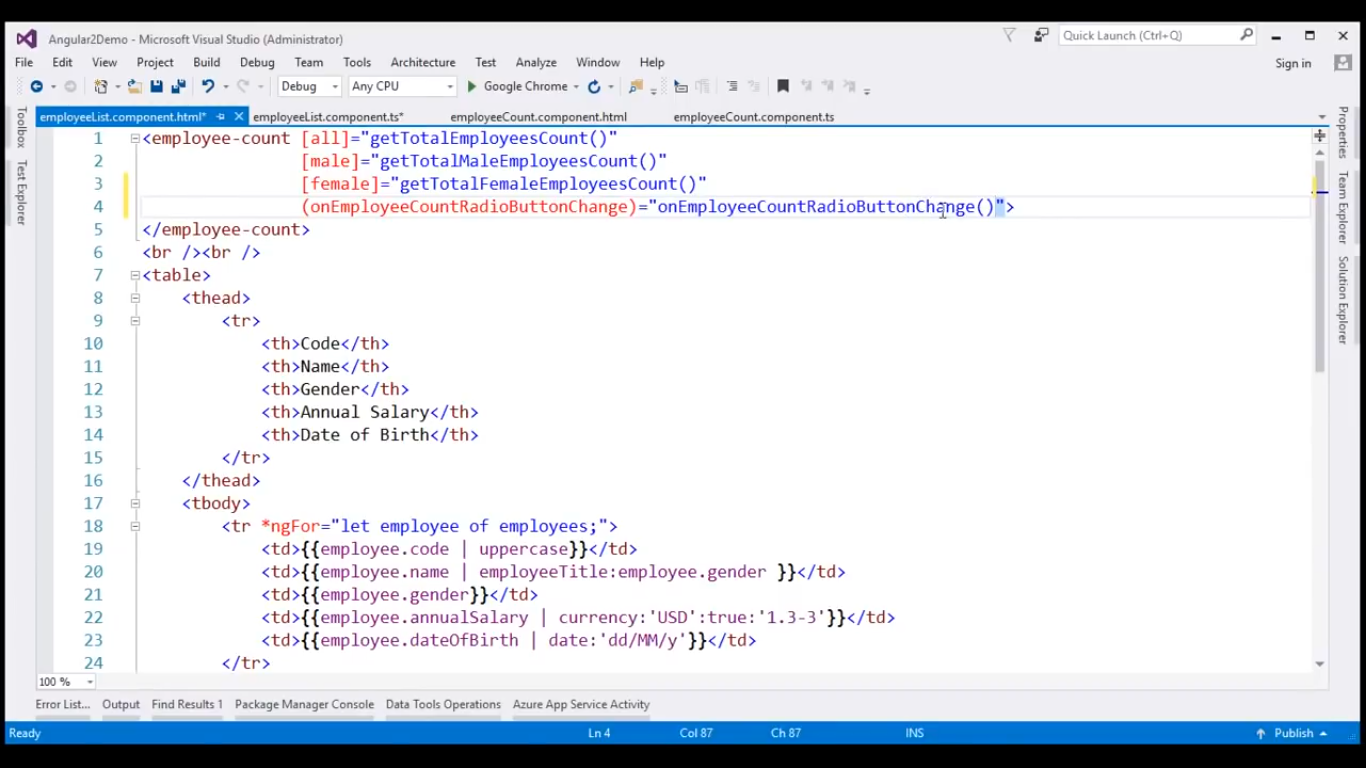 Angular2Demo - Microsoft Visual Studio (Administrator)
Quick Launch (Ctrl+Q)
File Edit View Project Build Debug Team Tools Architecture Test Analyze Window Help
Sign in
Debug Any CPU Google Chrome
employeeList.component.html* employeeList.component.ts* employeeCount.component.html employeeCount.component.ts
Toolbox
Test Explorer
1 <employee-count [all]="getTotalEmployeesCount()"
2 [male]="getTotalMaleEmployeesCount()"
3 [female]="getTotalFemaleEmployeesCount()"
4 (onEmployeeCountRadioButtonChange)="onEmployeeCountRadioButtonChange()">
5 </employee-count>
6 <br /><br />
7 <table>
8 <thead>
9 <tr>
10 <th>Code</th>
11 <th>Name</th>
12 <th>Gender</th>
13 <th>Annual Salary</th>
14 <th>Date of Birth</th>
15 </tr>
16 </thead>
17 <tbody>
18 <tr *ngFor="let employee of employees;">
19 <td>{{employee.code | uppercase}}</td>
20 <td>{{employee.name | employeeTitle:employee.gender }}</td>
21 <td>{{employee.gender}}</td>
22 <td>{{employee.annualSalary | currency:'USD':true:'1.3-3'}}</td>
23 <td>{{employee.dateOfBirth | date:'dd/MM/y'}}</td>
24 </tr>
Properties
Team Explorer
Solution Explorer
100 %
Error List... Output Find Results 1 Package Manager Console Data Tools Operations Azure App Service Activity
Ready Ln 4 Col 87 Ch 87 INS Publish